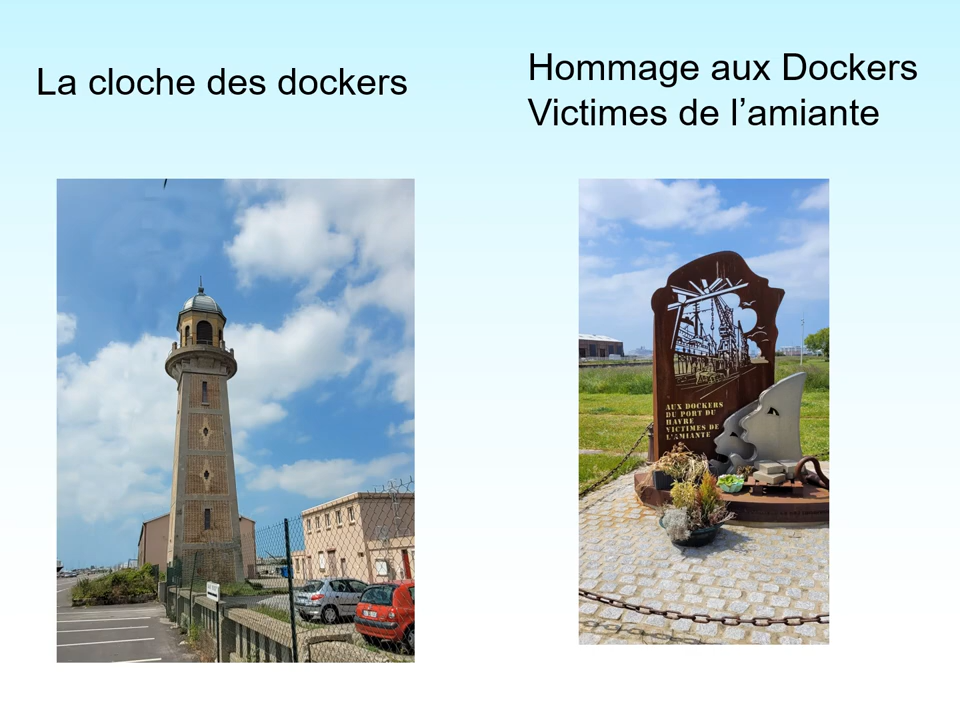 La cloche des dockers
Hommage aux Dockers
Victimes de l’amiante
AUX DOCKERS
DU PORT DU
HAVRE
VICTIMES DE
L'AMIANTE